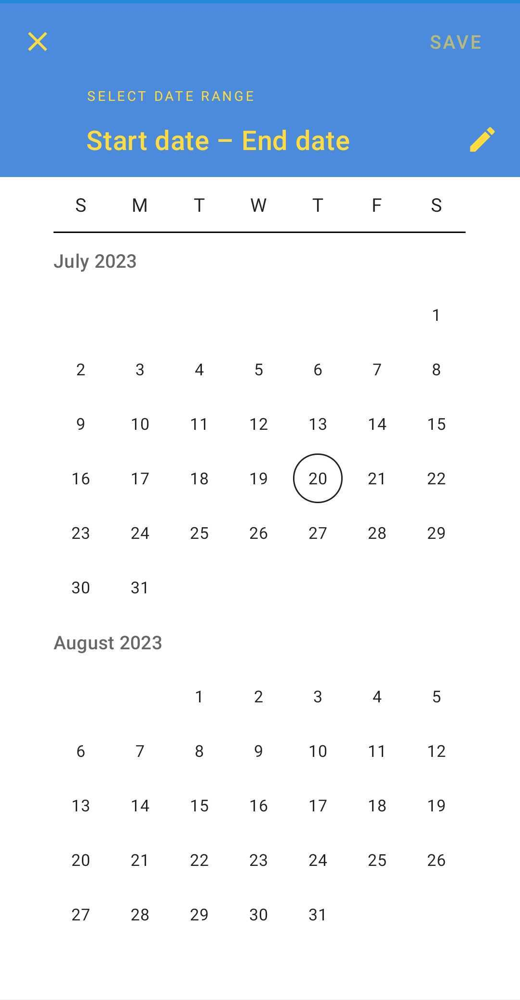 SAVE
SELECT DATE RANGE
Start date – End date
S M T W T F S
July 2023
1
2 3 4 5 6 7 8
9 10 11 12 13 14 15
16 17 18 19 20 21 22
23 24 25 26 27 28 29
30 31
August 2023
1 2 3 4 5
6 7 8 9 10 11 12
13 14 15 16 17 18 19
20 21 22 23 24 25 26
27 28 29 30 31